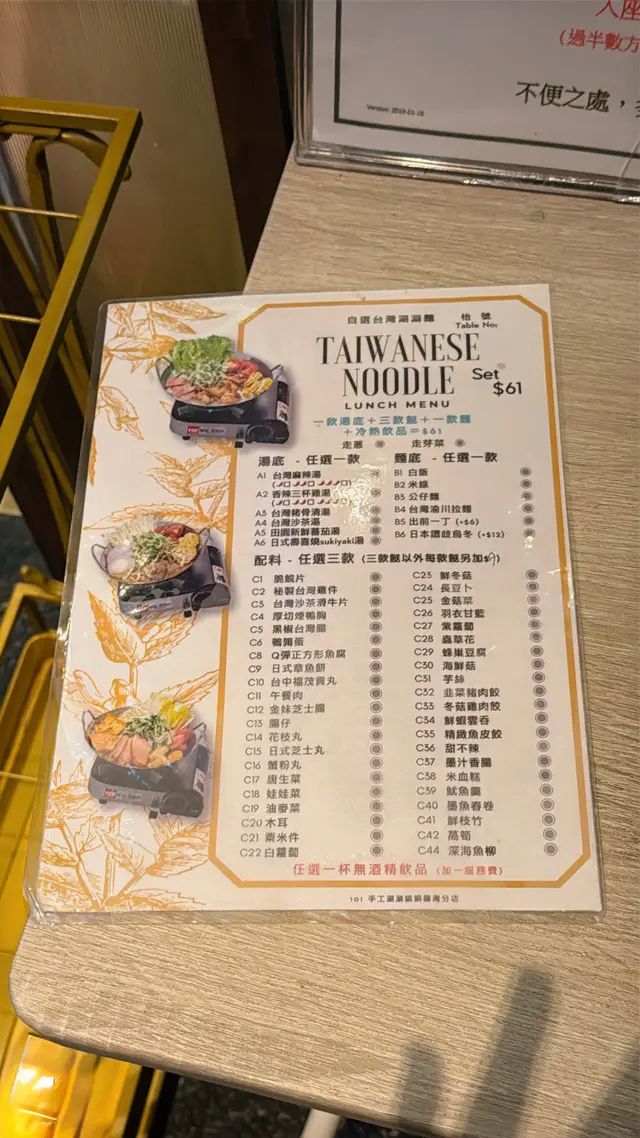 入座
(過半數方
不便之處，
Version: 2019-01-28
自選台灣涮涮麵
枱 號
Table No:
TAIWANESE
NOODLE
Set $61
LUNCH MENU
一款湯底+三款餸+一款麵
+冷熱飲品=$61
走蔥
走芽菜
湯底 - 任選一款
A1 台灣麻辣湯
A2 香辣三杯雞湯
A3 台灣豬骨清湯
A4 台灣沙茶湯
A5 田園新鮮蕃茄湯
A6 日式壽喜燒sukiyaki湯
麵底 - 任選一款
B1 白飯
B2 米線
B3 公仔麵
B4 台灣渝川拉麵
B5 出前一丁 (+$6)
B6 日本讚歧烏冬 (+$12)
配料 - 任選三款 (三款餸以外每款餸另加$9)
C1 脆鯇片
C2 秘製台灣雞件
C3 台灣沙茶滑牛片
C4 厚切煙鴨胸
C5 黑椒台灣腸
C6 鵪鶉蛋
C8 Q彈正方形魚腐
C9 日式章魚餅
C10 台中福茂貢丸
C11 午餐肉
C12 金妹芝士腸
C13 腸仔
C14 花枝丸
C15 日式芝士丸
C16 蟹粉丸
C17 唐生菜
C18 娃娃菜
C19 油麥菜
C20 木耳
C21 粟米件
C22 白蘿蔔
C23 鮮冬菇
C24 長豆卜
C25 金菇菜
C26 羽衣甘藍
C27 紫蘿蔔
C28 蟲草花
C29 蜂巢豆腐
C30 海鮮菇
C31 芋絲
C32 韭菜豬肉餃
C33 冬菇雞肉餃
C34 鮮蝦雲吞
C35 精緻魚皮餃
C36 甜不辣
C37 墨汁香腸
C38 米血糕
C39 魷魚羹
C40 墨魚春卷
C41 鮮枝竹
C42 萵筍
C44 深海魚柳
任選一杯無酒精飲品 (加一服務費)
101 手工涮涮鍋銅鑼灣分店